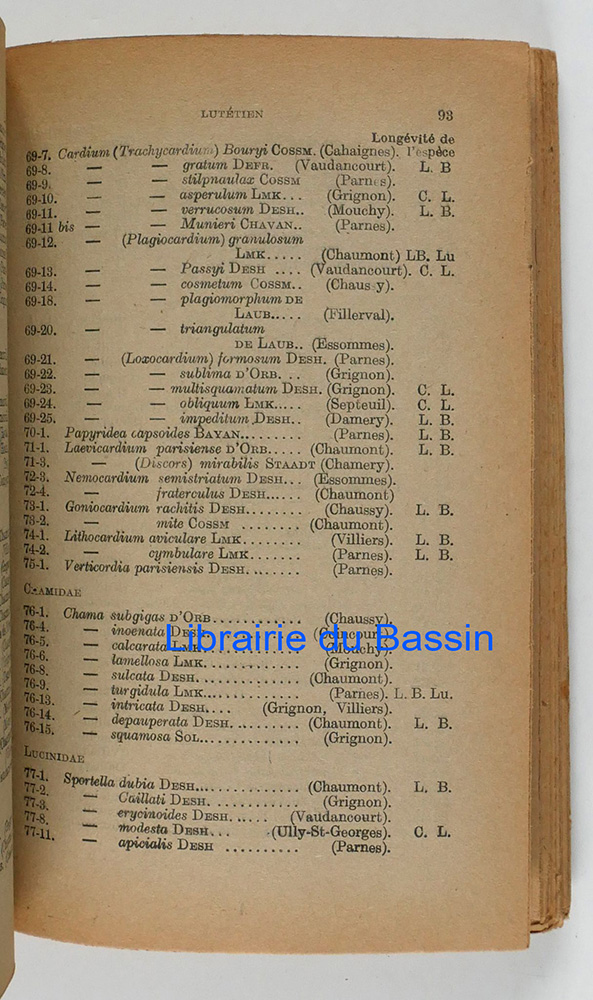 LUTÉTIEN 93
Longévité de
69-7. Cardium (Trachycardium) Bouryi COSSM. (Cahaignes). l'espèce
69-8. — — gratum DEFR. (Vaudancourt). L. B
69-9. — — stilpnaulax COSSM (Parnes).
69-10. — — asperulum LMK... (Grignon). C. L.
69-11. — — verrucosum DESH.. (Mouchy). L. B.
69-11 bis — — Munieri CHAVAN.. (Parnes).
69-12. — (Plagiocardium) granulosum
LMK..... (Chaumont) LB. Lu
69-13. — — Passyi DESH .... (Vaudancourt). C. L.
69-14. — — cosmetum COSSM.. (Chaussy).
69-18. — — plagiomorphum DE
LAUB..... (Fillerval).
69-20. — — triangulatum
DE LAUB.. (Essommes).
69-21. — (Loxocardium) formosum DESH. (Parnes).
69-22. — — sublima D'ORB. .. (Grignon).
69-23. — — multisquamatum DESH. (Grignon). C. L.
69-24. — — obliquum LMK..... (Septeuil). C. L.
69-25. — — impeditum DESH.. (Damery). L. B.
70-1. Papyridea capsoides BAYAN......... (Parnes). L. B.
71-1. Laevicardium parisiense D'ORB..... (Chaumont). L. B.
71-3. — (Discors) mirabilis STAADT (Chamery).
72-3. Nemocardium semistriatum DESH... (Essommes).
72-4. — fraterculus DESH...... (Chaumont)
73-1. Goniocardium rachitis DESH........ (Chaussy). L. B.
73-2. — mite COSSM ........ (Chaumont).
74-1. Lithocardium aviculare LMK........ (Villiers). L. B.
74-2. — cymbulare LMK....... (Parnes). L. B.
75-1. Verticordia parisiensis DESH. ....... (Parnes).
CHAMIDAE
76-1. Chama subgigas D'ORB............ (Chaussy).
76-4. — inoenata DESH
76-5. — calcarata LMK (Mouchy).
Librairie du Bassin
76-6. — lamellosa LMK............. (Grignon).
76-8. — sulcata DESH............... (Chaumont).
76-9. — turgidula LMK............. (Parnes). L. B. Lu.
76-13. — intricata DESH.... (Grignon, Villiers).
76-14. — depauperata DESH. ......... (Chaumont). L. B.
76-15. — squamosa SOL.............. (Grignon).
LUCINIDAE
77-1. Sportella dubia DESH............... (Chaumont). L. B.
77-2. — Caillati DESH. ........... (Grignon).
77-3. — erycinoides DESH...... (Vaudancourt).
77-8. — modesta DESH... (Ully-St-Georges). C. L.
77-11. — apicialis DESH .......... (Parnes).